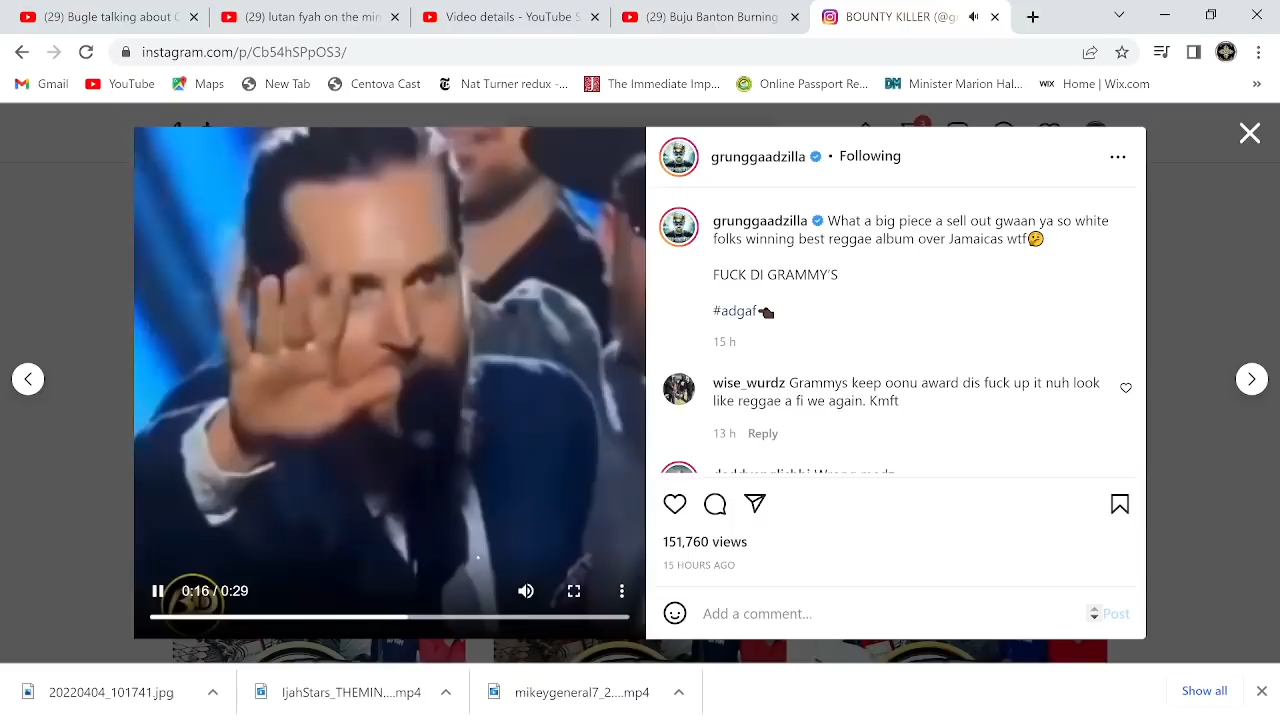 (29) Bugle talking about C
(29) lutan fyah on the min
Video details - YouTube S
(29) Buju Banton Burning
BOUNTY KILLER (@g
instagram.com/p/Cb54hSPpOS3/
Gmail
YouTube
Maps
New Tab
Centova Cast
Nat Turner redux -...
The Immediate Imp...
Online Passport Re...
DM Minister Marion Hal...
WIX Home | Wix.com
»
3
grunggaadzilla • Following
grunggaadzilla What a big piece a sell out gwaan ya so white
folks winning best reggae album over Jamaicas wtf🤔
FUCK DI GRAMMY'S
#adgaf👈🏿
15 h
wise_wurdz Grammys keep oonu award dis fuck up it nuh look
like reggae a fi we again. Kmft
13 h Reply
151,760 views
15 HOURS AGO
0:16 / 0:29
Add a comment...
Post
20220404_101741.jpg
IjahStars_THEMIN....mp4
mikeygeneral7_2....mp4
Show all